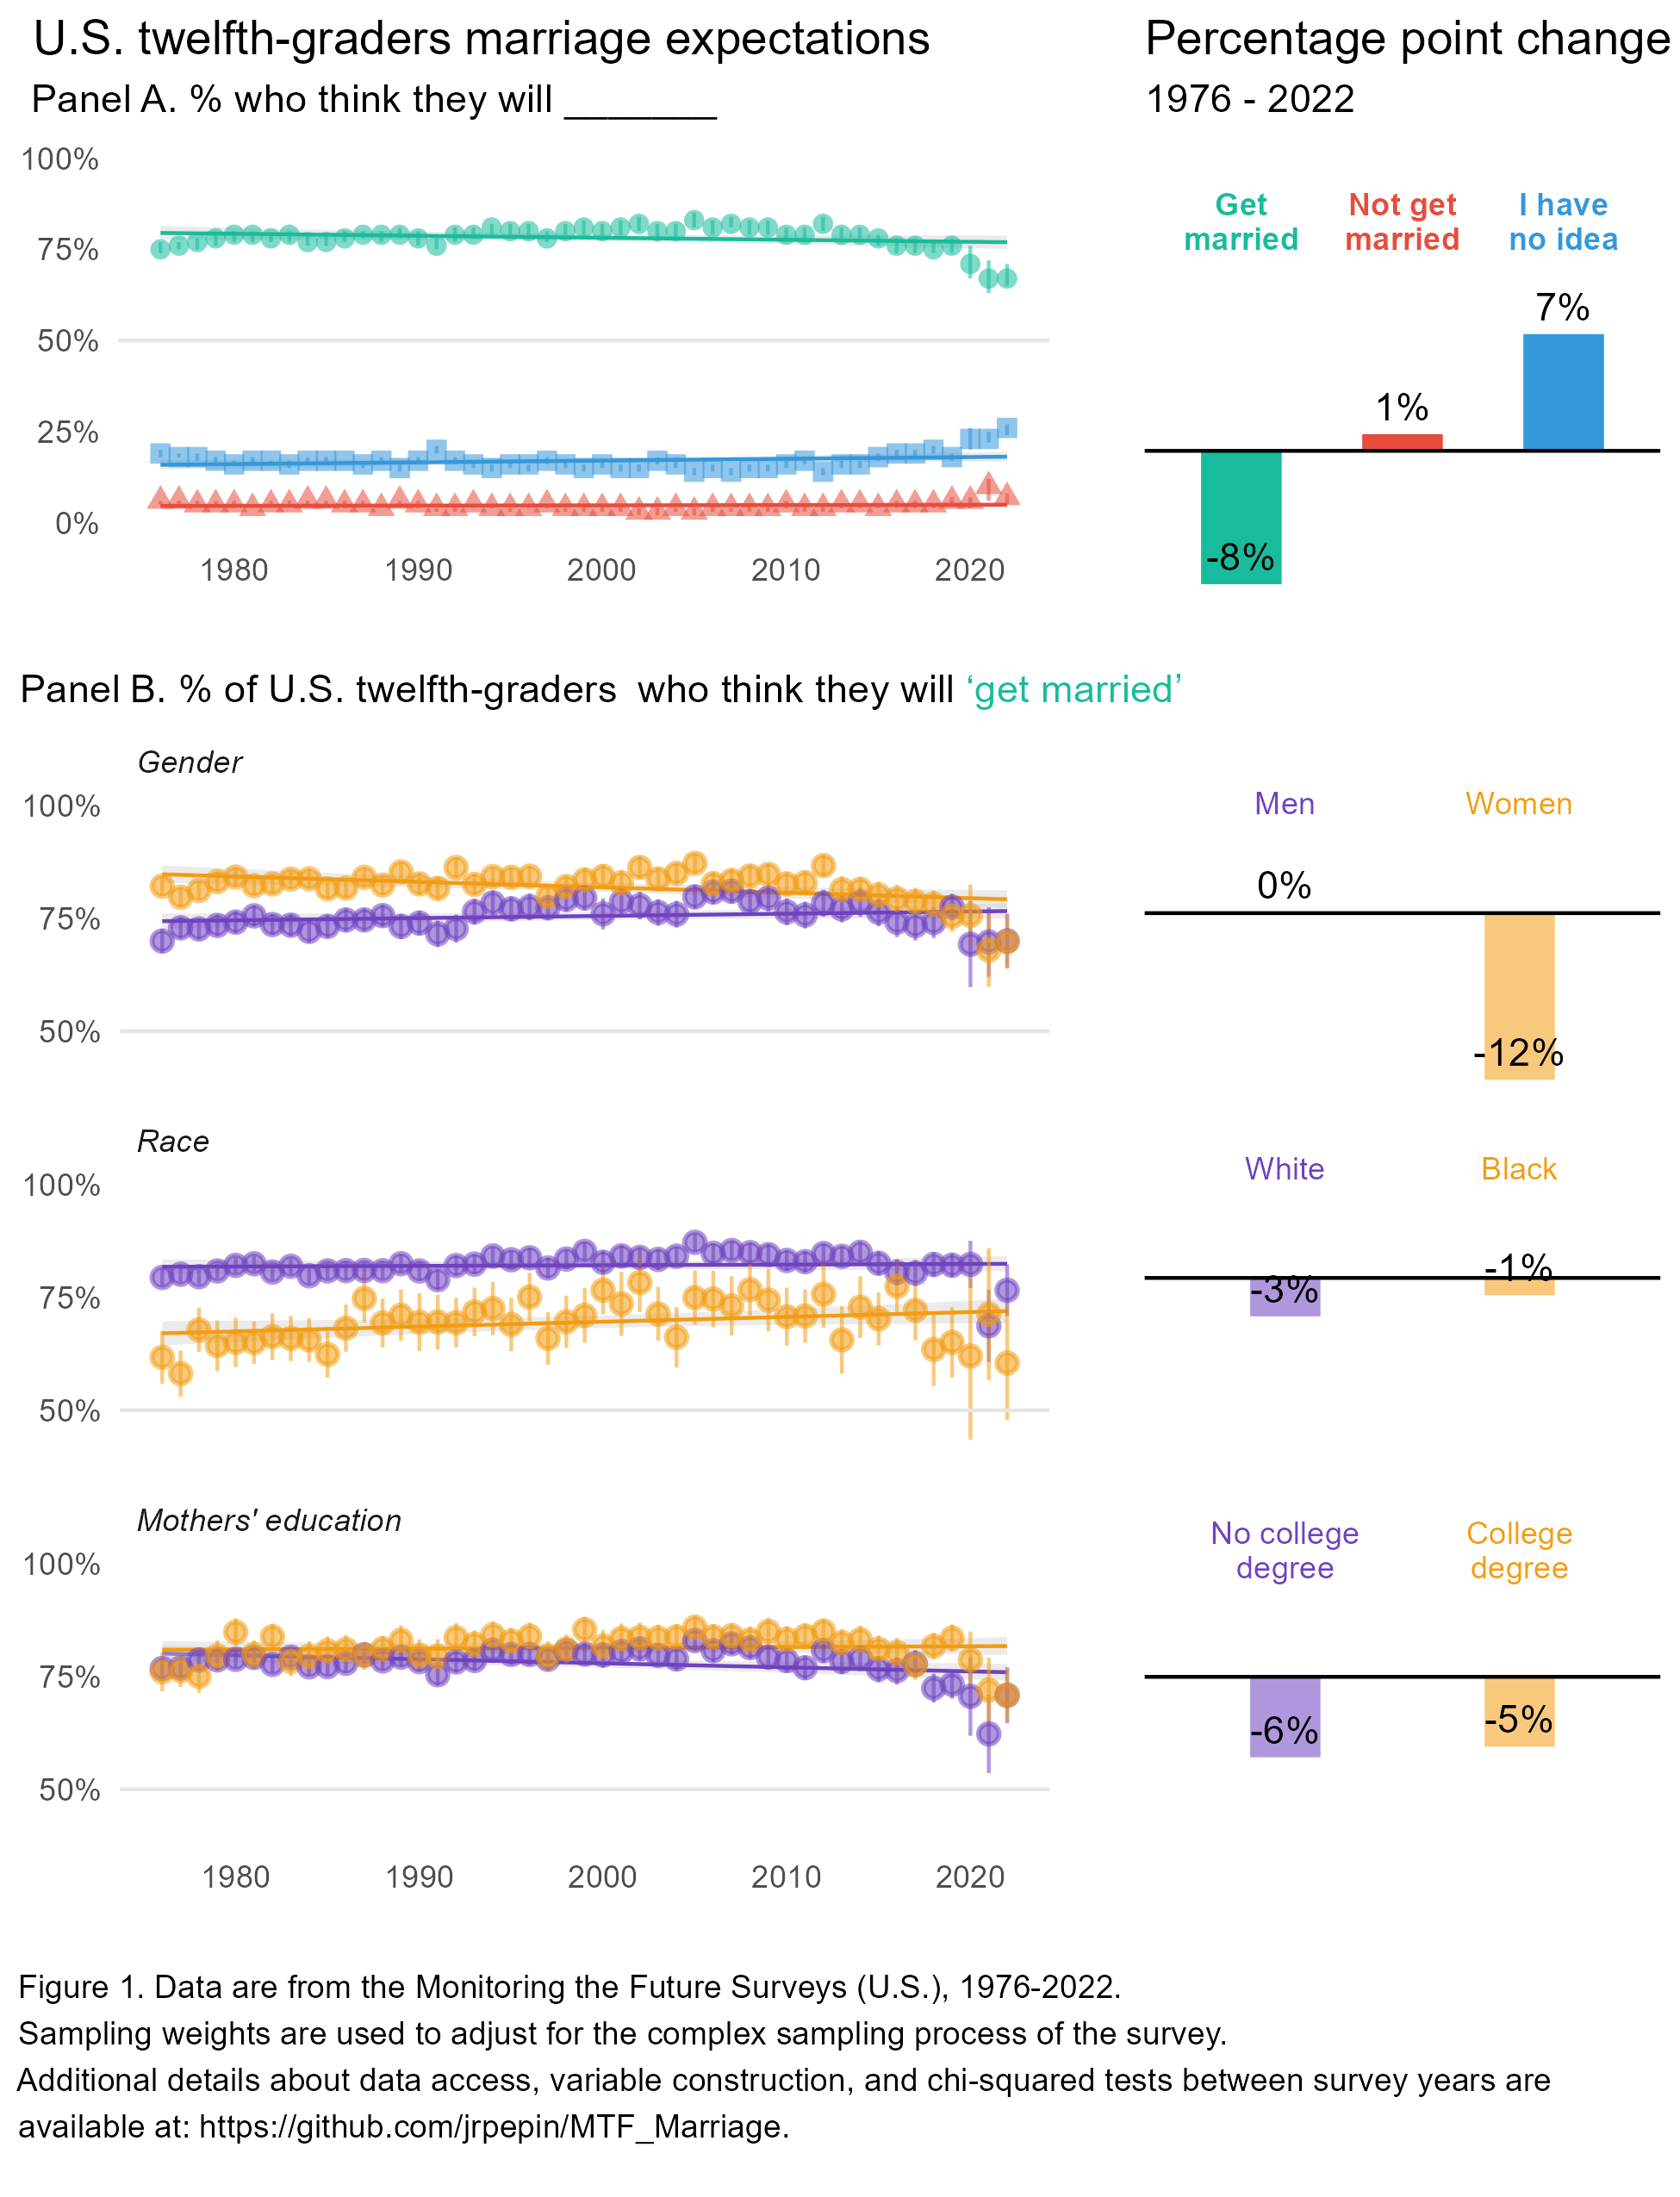 U.S. twelfth-graders marriage expectations
Percentage point change
Panel A. % who think they will _______
1976 - 2022
100%
75%
50%
25%
0%
1980 1990 2000 2010 2020
Get married
Not get married
I have no idea
-8%
1%
7%
Panel B. % of U.S. twelfth-graders who think they will ‘get married’
Gender
100%
75%
50%
Men Women
0%
-12%
Race
100%
75%
50%
White Black
-3%
-1%
Mothers' education
100%
75%
50%
No college degree
College degree
-6%
-5%
1980 1990 2000 2010 2020
Figure 1. Data are from the Monitoring the Future Surveys (U.S.), 1976-2022.
Sampling weights are used to adjust for the complex sampling process of the survey.
Additional details about data access, variable construction, and chi-squared tests between survey years are
available at: https://github.com/jrpepin/MTF_Marriage.